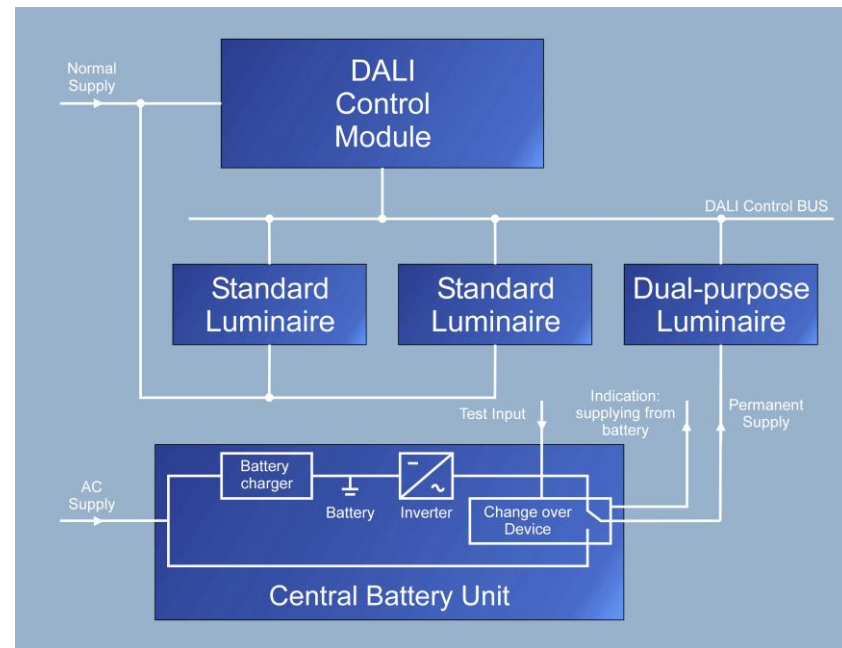 Normal
Supply
DALI
Control
Module
DALI Control BUS
Standard
Luminaire
Standard
Luminaire
Dual-purpose
Luminaire
Test Input
Indication:
supplying from
battery
Permanent
Supply
AC
Supply
Battery
charger
Battery
Inverter
Change over
Device
Central Battery Unit